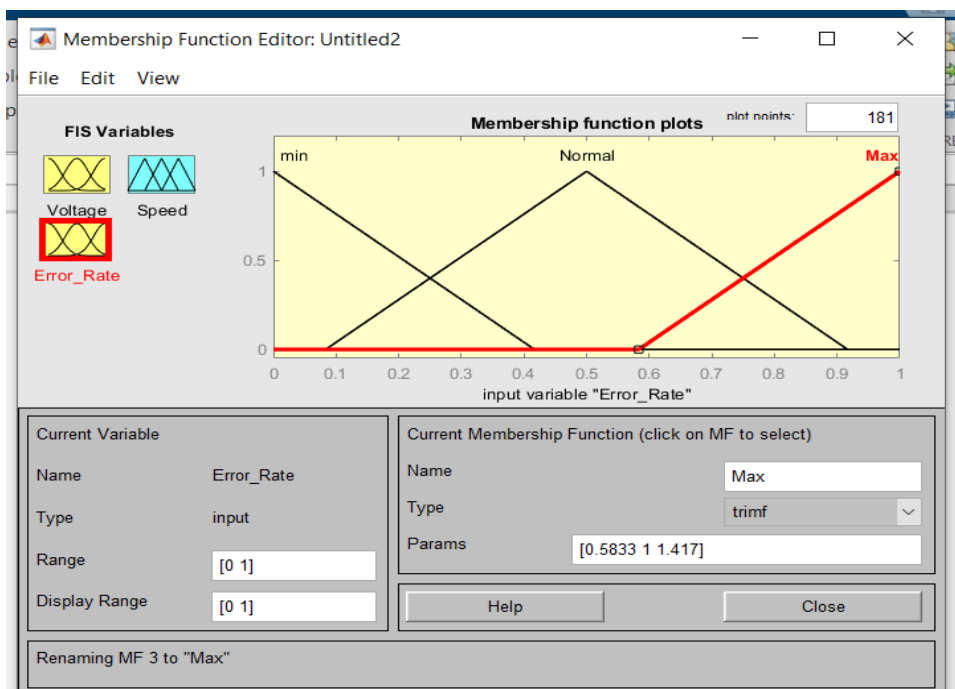 Membership Function Editor: Untitled2
File Edit View
FIS Variables
Voltage Speed
Error_Rate
Membership function plots
plot points: 181
min Normal Max
1
0.5
0
0 0.1 0.2 0.3 0.4 0.5 0.6 0.7 0.8 0.9 1
input variable "Error_Rate"
Current Variable
Name Error_Rate
Type input
Range [0 1]
Display Range [0 1]
Current Membership Function (click on MF to select)
Name Max
Type trimf
Params [0.5833 1 1.417]
Help Close
Renaming MF 3 to "Max"